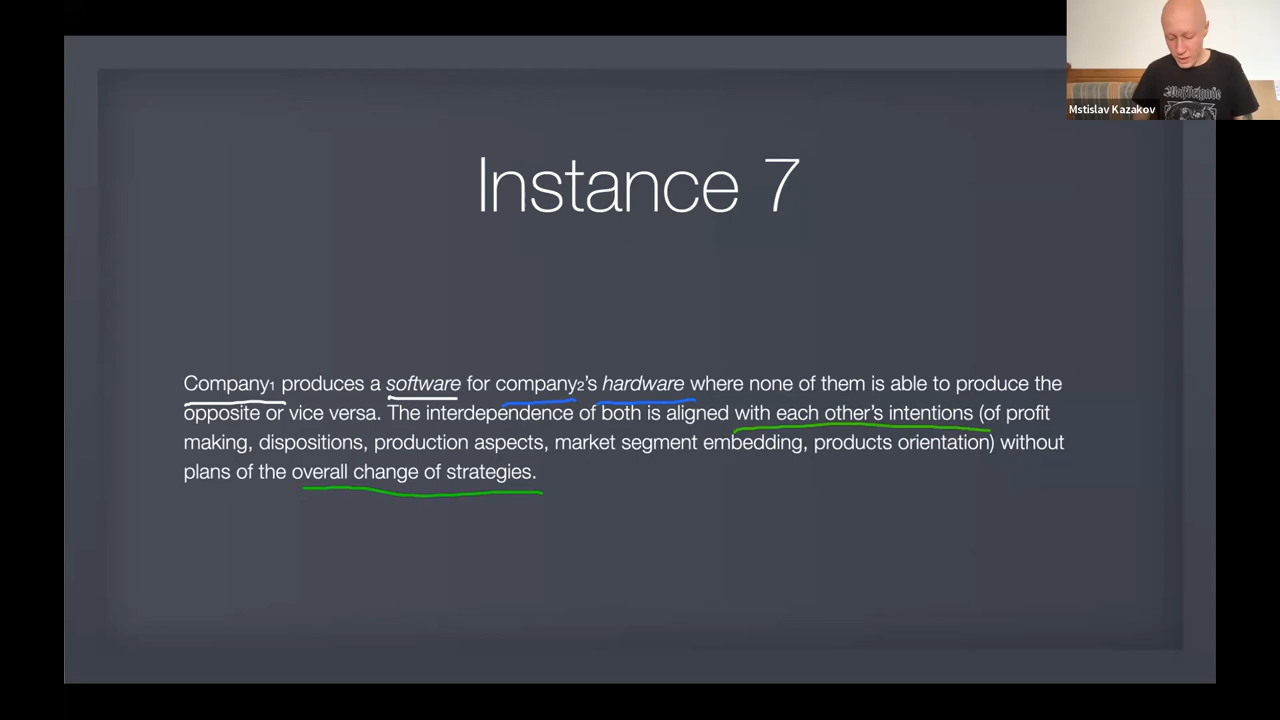 Wolfbrigade
Mstislav Kazakov
Instance 7
Company1 produces a software for company2's hardware where none of them is able to produce the
opposite or vice versa. The interdependence of both is aligned with each other's intentions (of profit
making, dispositions, production aspects, market segment embedding, products orientation) without
plans of the overall change of strategies.